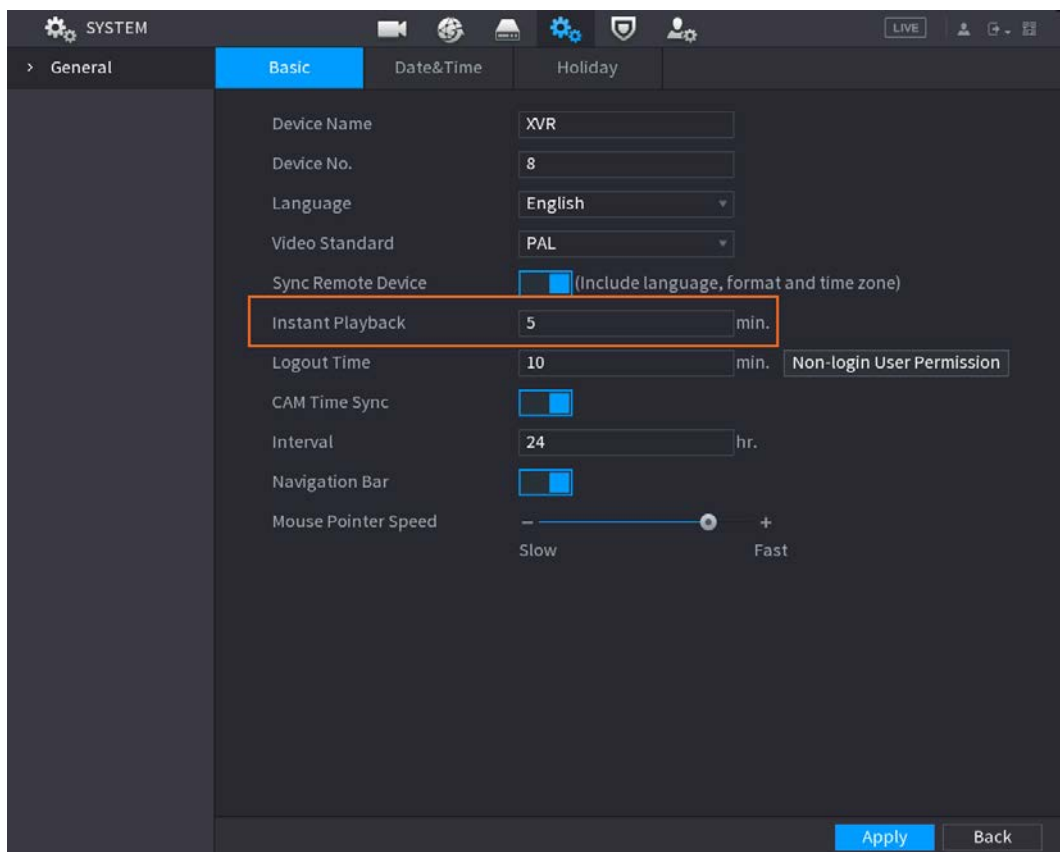 SYSTEM
LIVE
> General
Basic Date&Time Holiday
Device Name XVR
Device No. 8
Language English
Video Standard PAL
Sync Remote Device (Include language, format and time zone)
Instant Playback 5 min.
Logout Time 10 min. Non-login User Permission
CAM Time Sync
Interval 24 hr.
Navigation Bar
Mouse Pointer Speed − +
Slow Fast
Apply Back